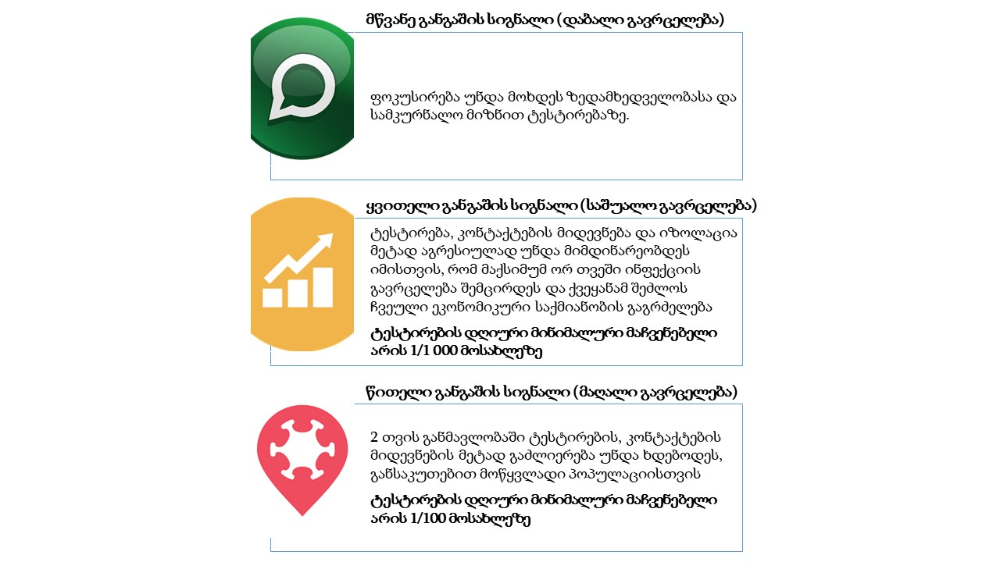 მწვანე განგაშის სიგნალი (დაბალი გავრცელება)
ფოკუსირება უნდა მოხდეს ზედამხედველობასა და
სამკურნალო მიზნით ტესტირებაზე.
ყვითელი განგაშის სიგნალი (საშუალო გავრცელება)
ტესტირება, კონტაქტების მიდევნება და იზოლაცია
მეტად აგრესიულად უნდა მიმდინარეობდეს
იმისთვის, რომ მაქსიმუმ ორ თვეში ინფექციის
გავრცელება შემცირდეს და ქვეყანამ შეძლოს
ჩვეული ეკონომიკური საქმიანობის გაგრძელება
ტესტირების დღიური მინიმალური მაჩვენებელი
არის 1/1 000 მოსახლეზე
წითელი განგაშის სიგნალი (მაღალი გავრცელება)
2 თვის განმავლობაში ტესტირების, კონტაქტების
მიდევნების მეტად გაძლიერება უნდა ხდებოდეს,
განსაკუთებით მოწყვლადი პოპულაციისთვის
ტესტირების დღიური მინიმალური მაჩვენებელი
არის 1/100 მოსახლეზე